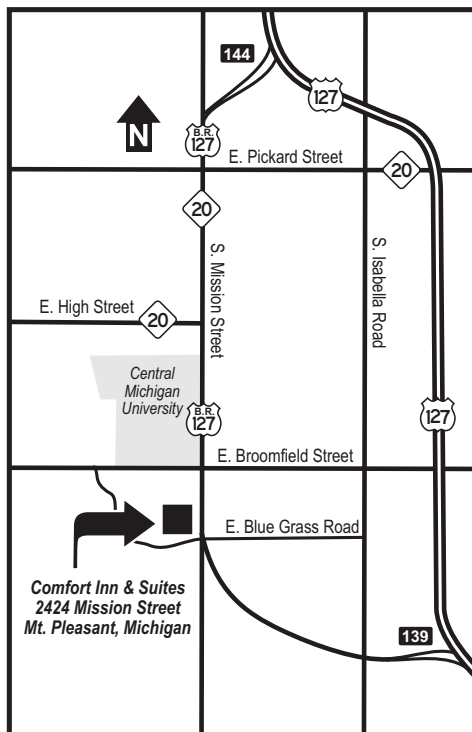 144
127
N
B.R.
127
E. Pickard Street
20
20
S. Mission Street
S. Isabella Road
E. High Street
20
Central
Michigan
University
B.R.
127
127
E. Broomfield Street
E. Blue Grass Road
Comfort Inn & Suites
2424 Mission Street
Mt. Pleasant, Michigan
139